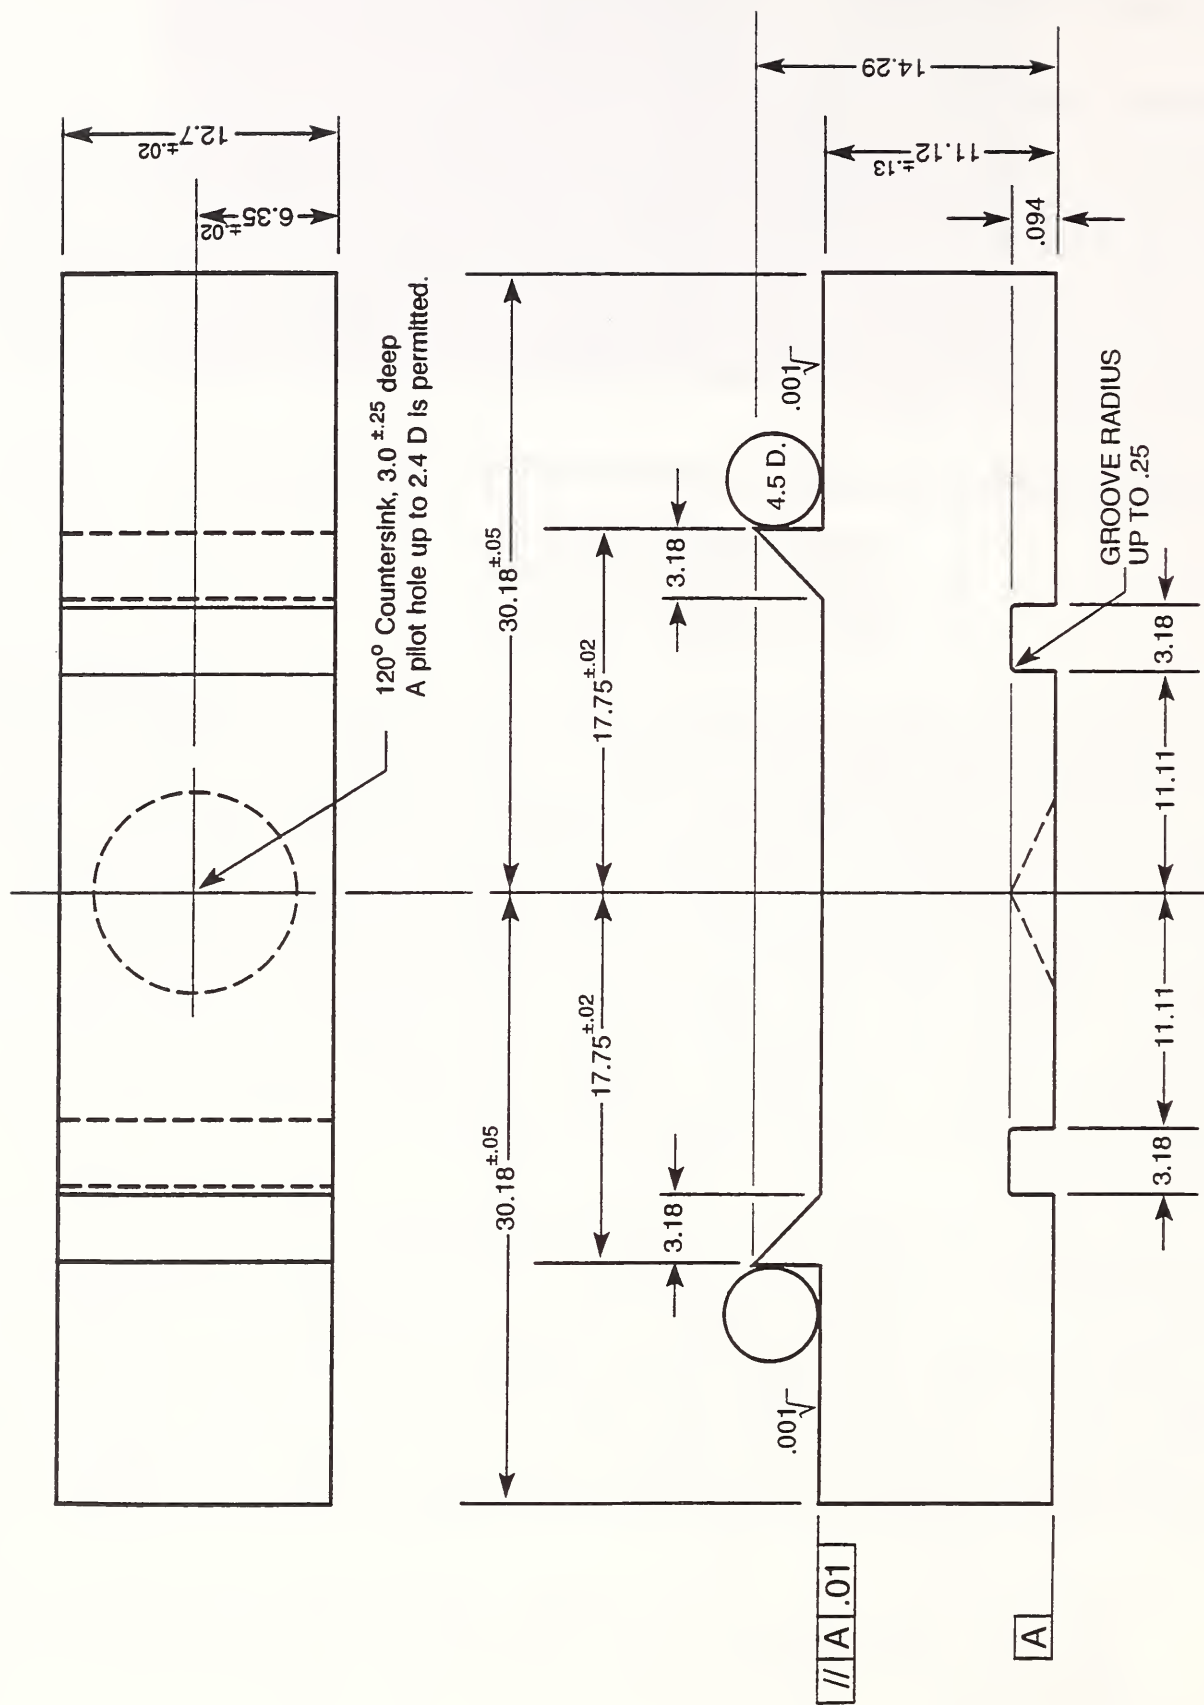 12.7 ±.02
6.35 ±.02
120° Countersink, 3.0 ±.25 deep
A pilot hole up to 2.4 D is permitted.
30.18 ±.05
30.18 ±.05
17.75 ±.02
17.75 ±.02
3.18
3.18
4.5 D.
.001√
.001√
14.29
11.12 ±.13
.094
GROOVE RADIUS
UP TO .25
3.18
11.11
11.11
3.18
// A .01
A